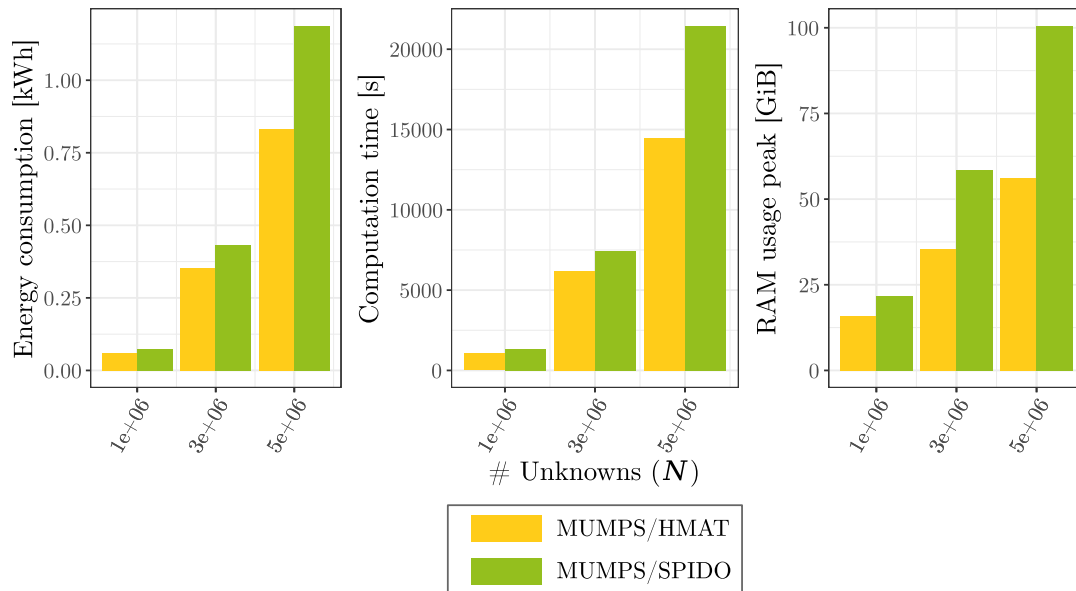 Energy consumption [kWh]
1.00
0.75
0.50
0.25
0.00
1e+06
3e+06
5e+06
Computation time [s]
20000
15000
10000
5000
0
1e+06
3e+06
5e+06
RAM usage peak [GiB]
100
75
50
25
0
1e+06
3e+06
5e+06
# Unknowns (N)
MUMPS/HMAT
MUMPS/SPIDO